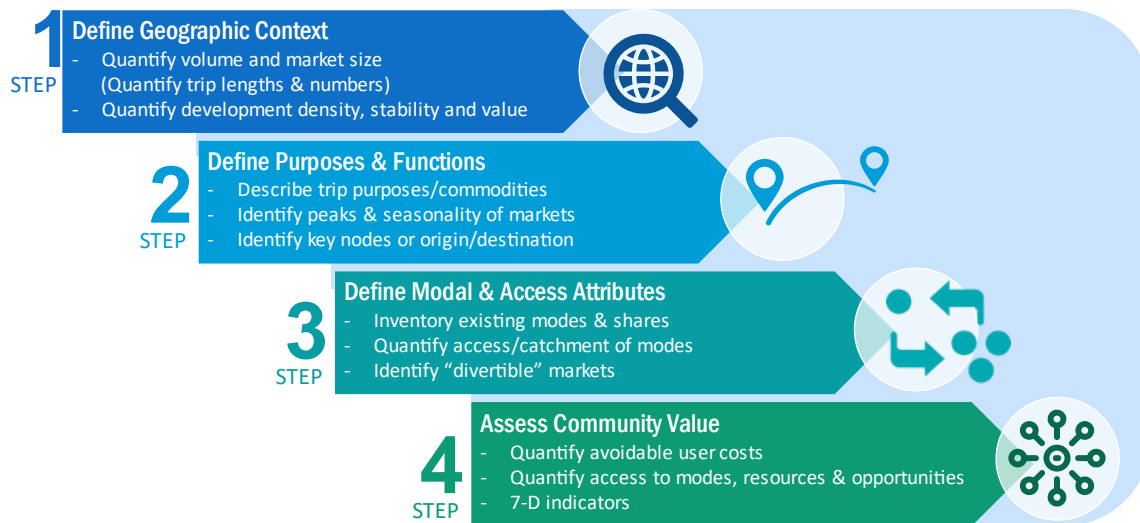 1
STEP
Define Geographic Context
- Quantify volume and market size
(Quantify trip lengths & numbers)
- Quantify development density, stability and value
2
STEP
Define Purposes & Functions
- Describe trip purposes/commodities
- Identify peaks & seasonality of markets
- Identify key nodes or origin/destination
3
STEP
Define Modal & Access Attributes
- Inventory existing modes & shares
- Quantify access/catchment of modes
- Identify “divertible” markets
4
STEP
Assess Community Value
- Quantify avoidable user costs
- Quantify access to modes, resources & opportunities
- 7-D indicators